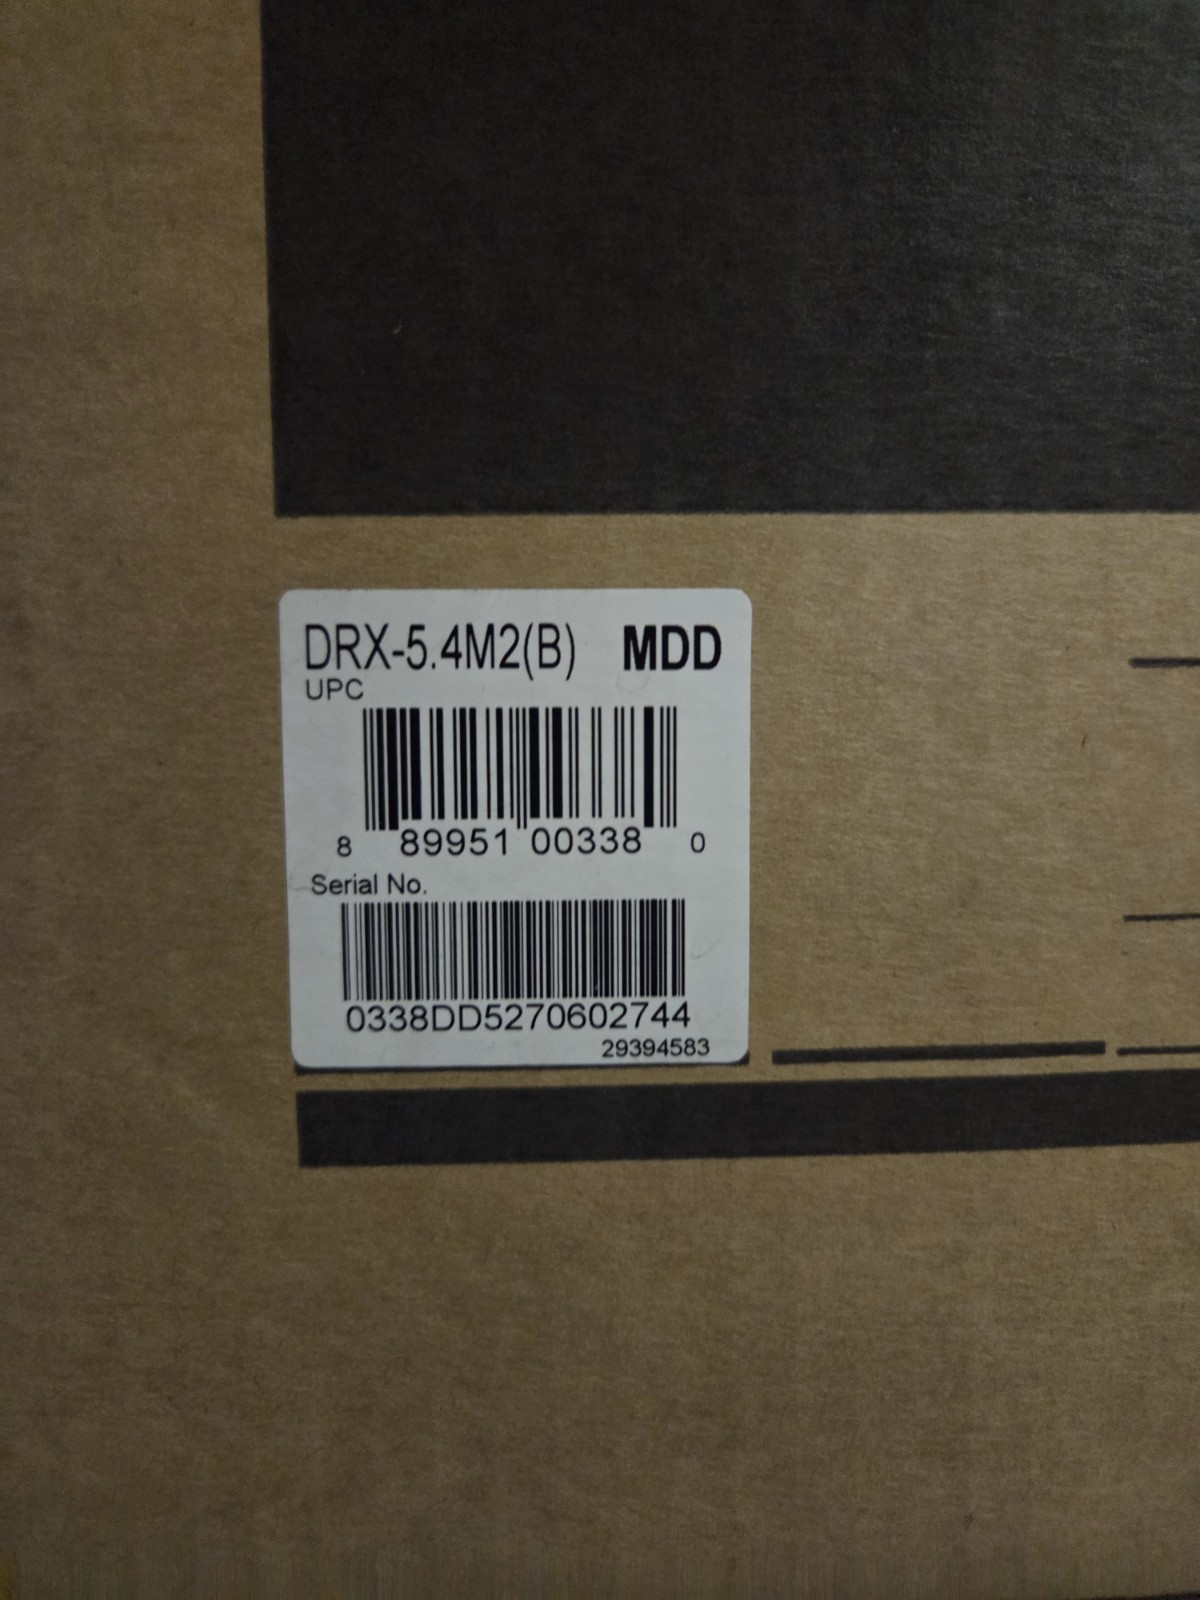 DRX-5.4M2(B) MDD
UPC
8 89951 00338 0
Serial No.
0338DD5270602744
29394583